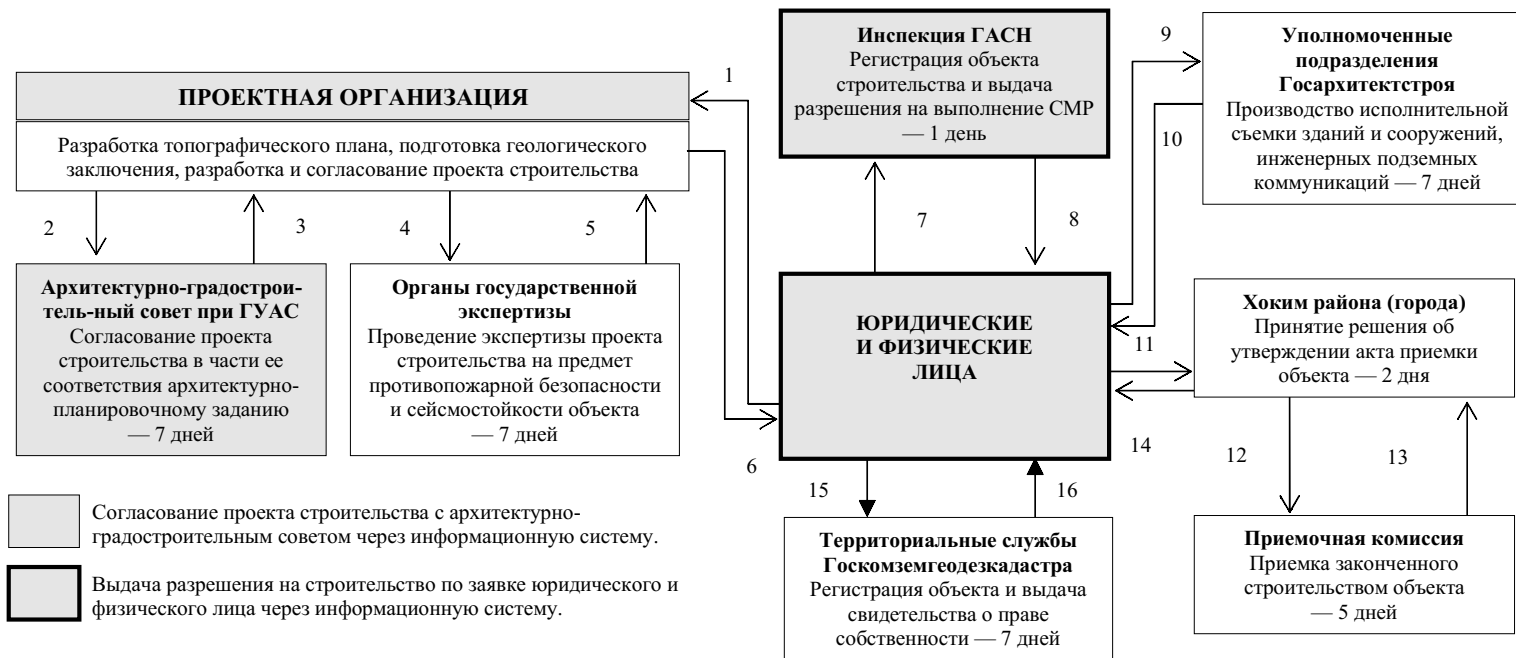 ПРОЕКТНАЯ ОРГАНИЗАЦИЯ
Разработка топографического плана, подготовка геологического
заключения, разработка и согласование проекта строительства
1
2
3
4
5
Архитектурно-градострои-
тель-ный совет при ГУАС
Согласование проекта
строительства в части ее
соответствия архитектурно-
планировочному заданию
— 7 дней
Органы государственной
экспертизы
Проведение экспертизы проекта
строительства на предмет
противопожарной безопасности
и сейсмостойкости объекта
— 7 дней
6
Инспекция ГАСН
Регистрация объекта
строительства и выдача
разрешения на выполнение СМР
— 1 день
7
8
ЮРИДИЧЕСКИЕ
И ФИЗИЧЕСКИЕ
ЛИЦА
9
10
Уполномоченные
подразделения
Госархитектстроя
Производство исполнительной
съемки зданий и сооружений,
инженерных подземных
коммуникаций — 7 дней
11
14
Хоким района (города)
Принятие решения об
утверждении акта приемки
объекта — 2 дня
12
13
Приемочная комиссия
Приемка законченного
строительством объекта
— 5 дней
15
16
Территориальные службы
Госкомземгеодезкадастра
Регистрация объекта и выдача
свидетельства о праве
собственности — 7 дней
Согласование проекта строительства с архитектурно-
градостроительным советом через информационную систему.
Выдача разрешения на строительство по заявке юридического и
физического лица через информационную систему.